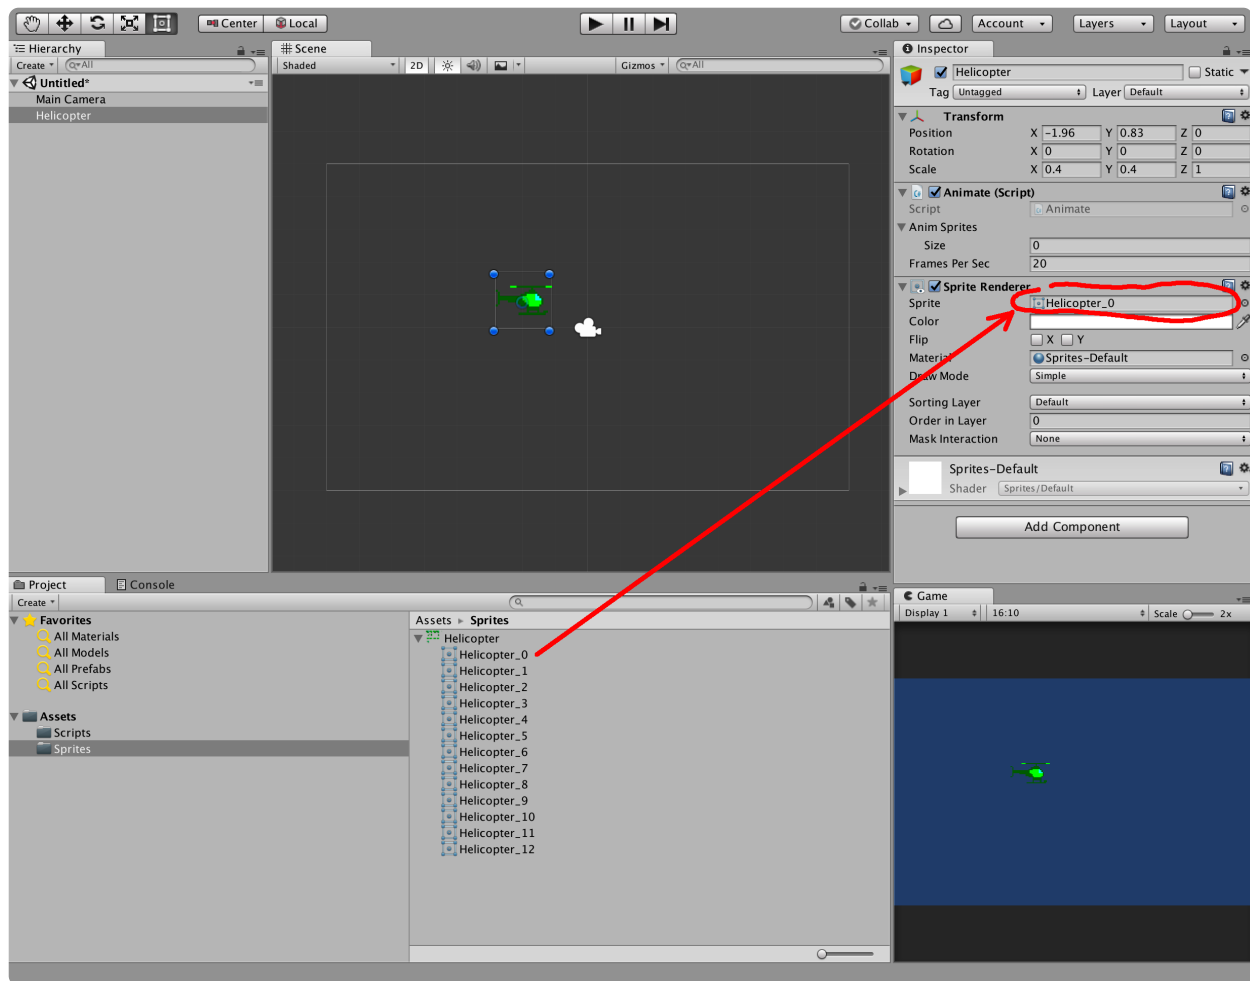 Center Local Collab Account Layers Layout
Hierarchy
Create All
Untitled*
Main Camera
Helicopter
Scene
Shaded 2D Gizmos All
Inspector
Helicopter Static
Tag Untagged Layer Default
Transform
Position X -1.96 Y 0.83 Z 0
Rotation X 0 Y 0 Z 0
Scale X 0.4 Y 0.4 Z 1
Animate (Script)
Script Animate
Anim Sprites
Size 0
Frames Per Sec 20
Sprite Renderer
Sprite Helicopter_0
Color
Flip X Y
Material Sprites-Default
Draw Mode Simple
Sorting Layer Default
Order in Layer 0
Mask Interaction None
Sprites-Default
Shader Sprites/Default
Add Component
Project Console
Create
Favorites
All Materials
All Models
All Prefabs
All Scripts
Assets
Scripts
Sprites
Assets Sprites
Helicopter
Helicopter_0
Helicopter_1
Helicopter_2
Helicopter_3
Helicopter_4
Helicopter_5
Helicopter_6
Helicopter_7
Helicopter_8
Helicopter_9
Helicopter_10
Helicopter_11
Helicopter_12
Game
Display 1 16:10 Scale 2x